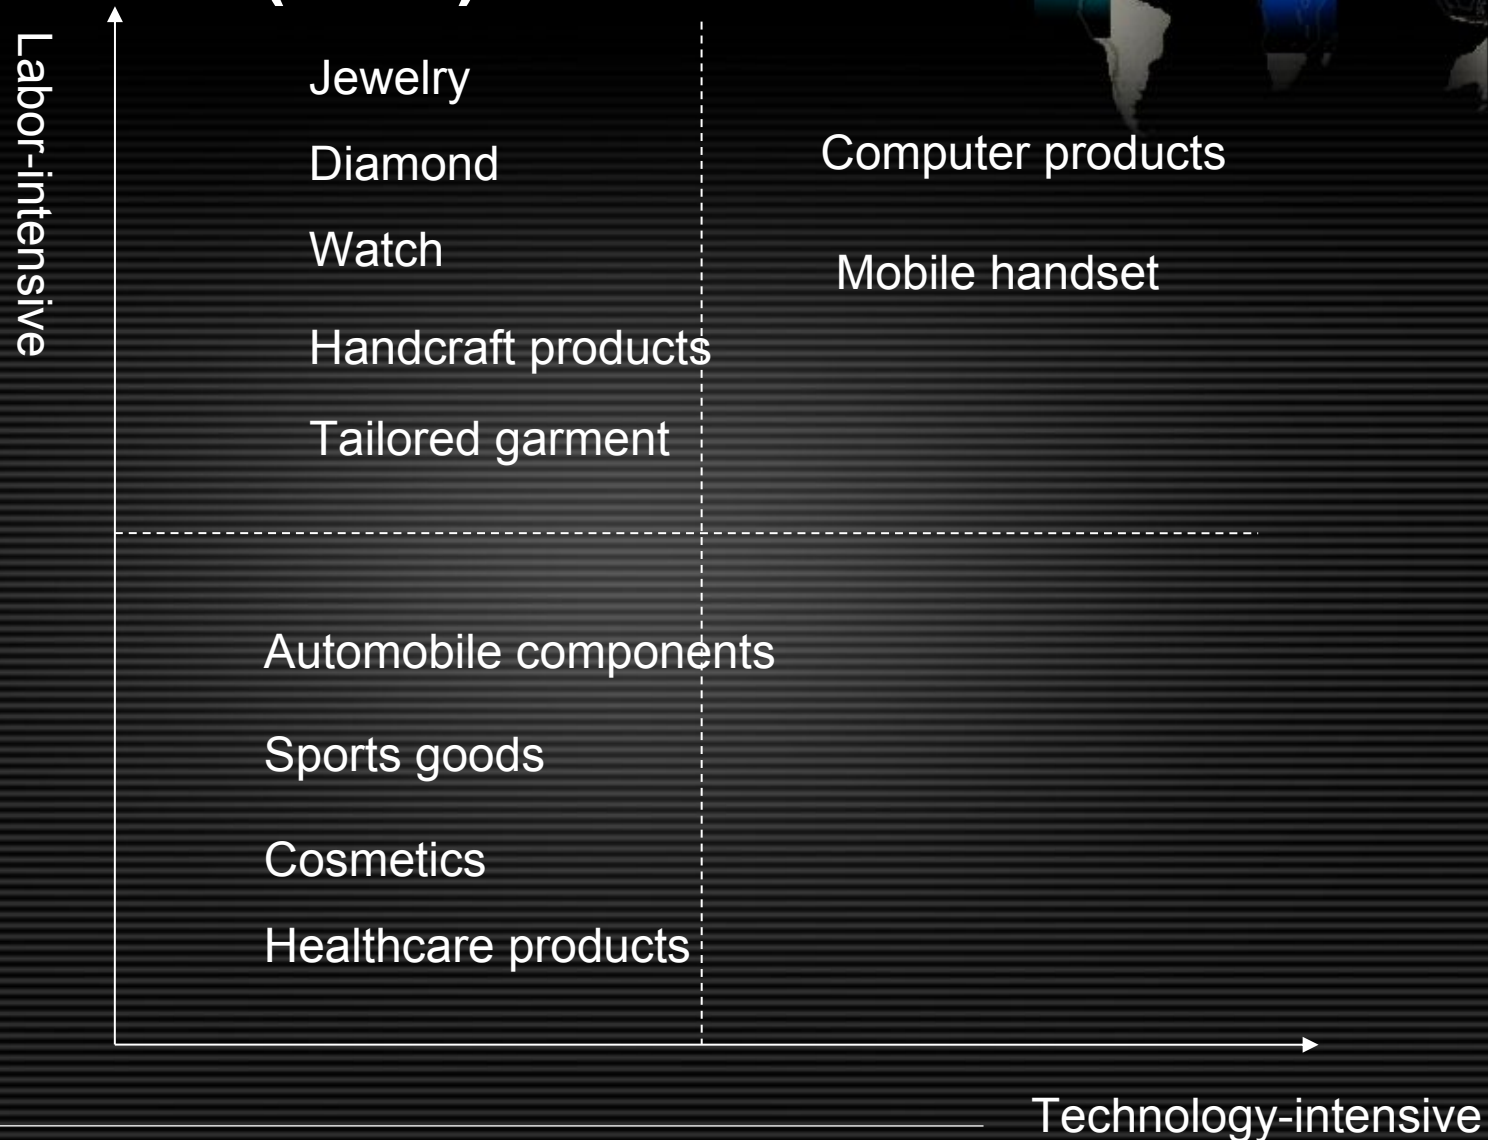 Labor-intensive
Jewelry
Diamond
Watch
Handcraft products
Tailored garment
Computer products
Mobile handset
Automobile components
Sports goods
Cosmetics
Healthcare products
Technology-intensive